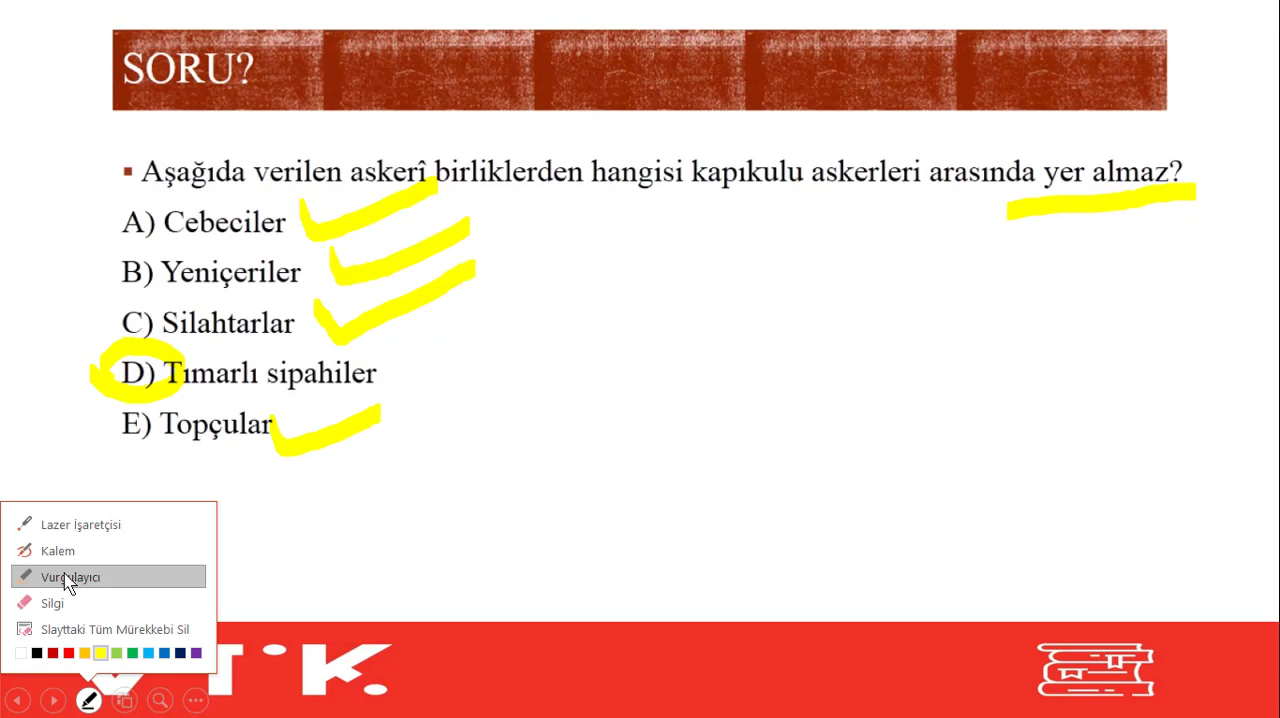 SORU?
▪ Aşağıda verilen askerî birliklerden hangisi kapıkulu askerleri arasında yer almaz?
A) Cebeciler
B) Yeniçeriler
C) Silahtarlar
D) Tımarlı sipahiler
E) Topçular
Lazer İşaretçisi
Kalem
Vurgulayıcı
Silgi
Slayttaki Tüm Mürekkebi Sil